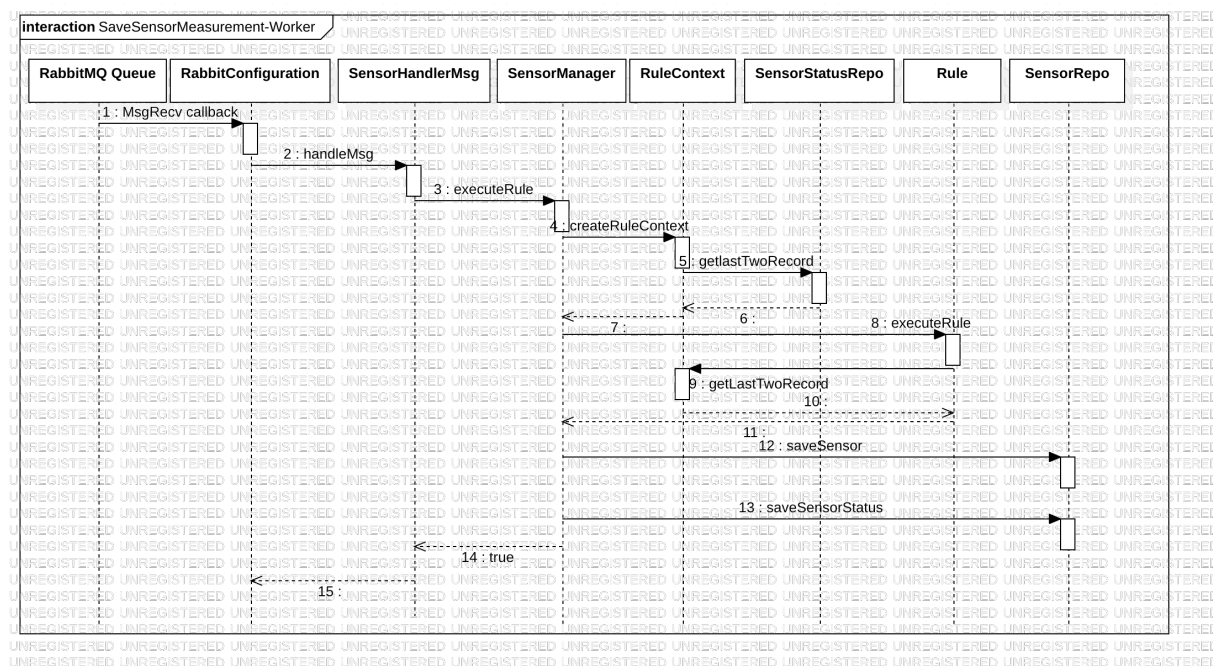 interaction SaveSensorMeasurement-Worker
RabbitMQ Queue
RabbitConfiguration
SensorHandlerMsg
SensorManager
RuleContext
SensorStatusRepo
Rule
SensorRepo
1 : MsgRecv callback
2 : handleMsg
3 : executeRule
4 : createRuleContext
5 : getlastTwoRecord
6 :
7 :
8 : executeRule
9 : getLastTwoRecord
10 :
11 :
12 : saveSensor
13 : saveSensorStatus
14 : true
15 :
UNREGISTERED